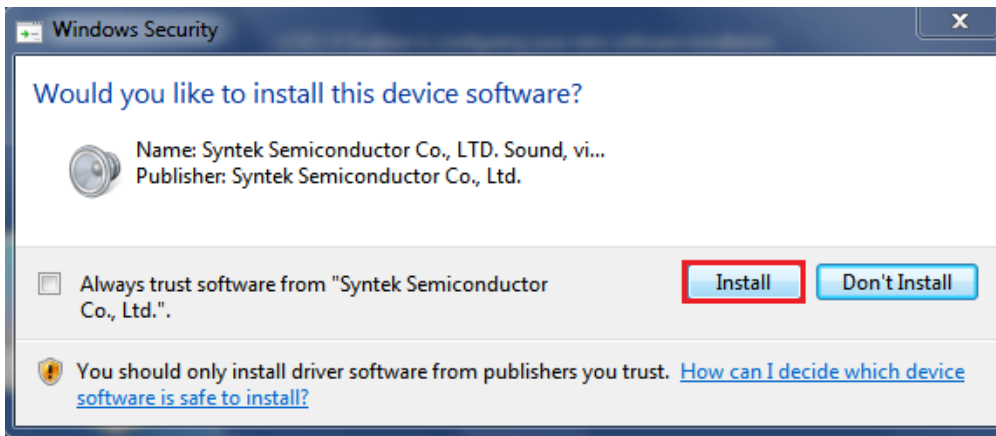 Windows Security
X
Would you like to install this device software?
Name: Syntek Semiconductor Co., LTD. Sound, vi...
Publisher: Syntek Semiconductor Co., Ltd.
Always trust software from "Syntek Semiconductor
Co., Ltd.".
Install
Don't Install
You should only install driver software from publishers you trust. How can I decide which device
software is safe to install?